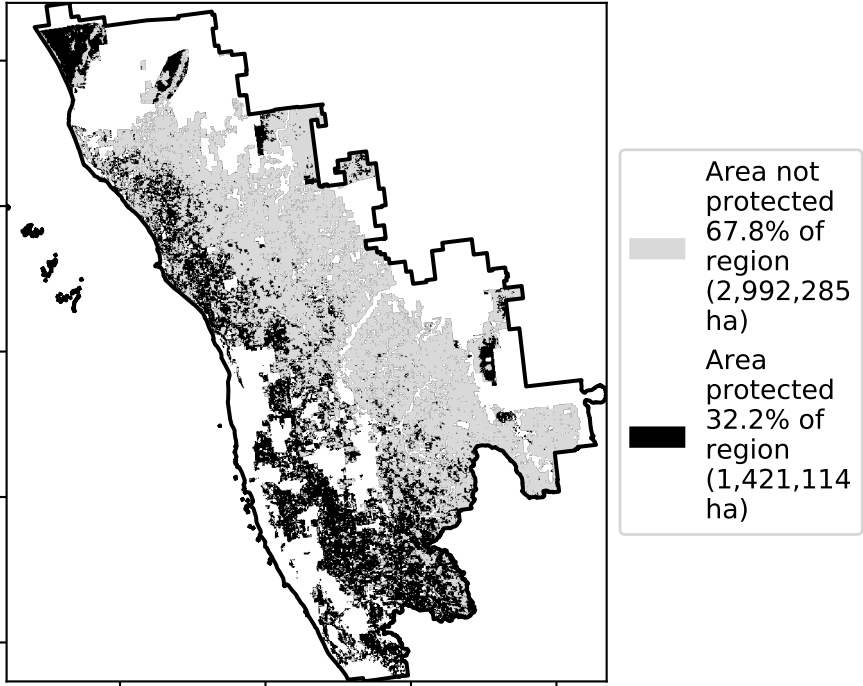 Area not
protected
67.8% of
region
(2,992,285
ha)
Area
protected
32.2% of
region
(1,421,114
ha)